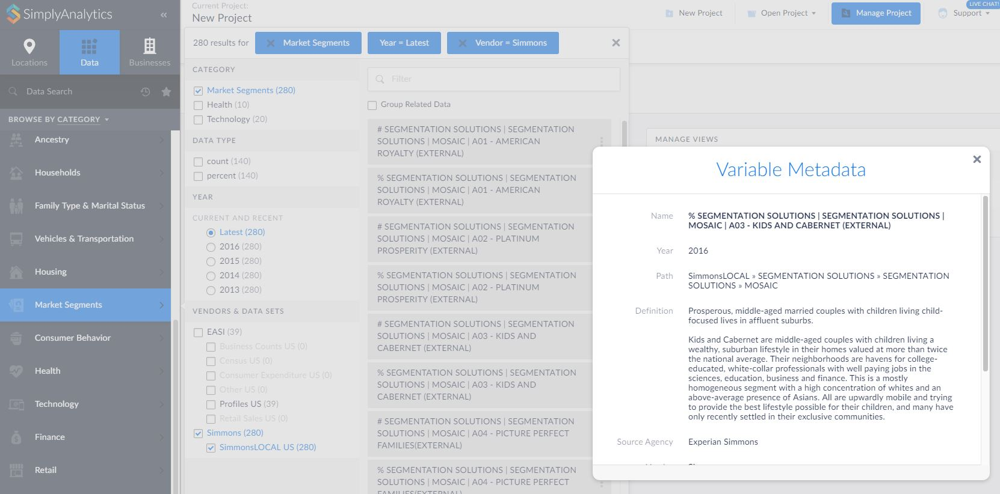 SimplyAnalytics
«
Locations
Data
Businesses
Data Search
BROWSE BY CATEGORY
Ancestry
Households
Family Type & Marital Status
Vehicles & Transportation
Housing
Market Segments
Consumer Behavior
Health
Technology
Finance
Retail
Current Project:
New Project
New Project
Open Project
Manage Project
LIVE CHAT!
Support
280 results for
Market Segments
Year = Latest
Vendor = Simmons
CATEGORY
Market Segments (280)
Health (10)
Technology (20)
DATA TYPE
count (140)
percent (140)
YEAR
CURRENT AND RECENT
Latest (280)
2016 (280)
2015 (280)
2014 (280)
2013 (280)
VENDORS & DATA SETS
EASI (39)
Business Counts US (0)
Census US (0)
Consumer Expenditure US (0)
Other US (0)
Profiles US (39)
Retail Sales US (0)
Simmons (280)
SimmonsLOCAL US (280)
Filter
Group Related Data
# SEGMENTATION SOLUTIONS | SEGMENTATION
SOLUTIONS | MOSAIC | A01 - AMERICAN
ROYALTY (EXTERNAL)
% SEGMENTATION SOLUTIONS | SEGMENTATION
SOLUTIONS | MOSAIC | A01 - AMERICAN
ROYALTY (EXTERNAL)
# SEGMENTATION SOLUTIONS | SEGMENTATION
SOLUTIONS | MOSAIC | A02 - PLATINUM
PROSPERITY (EXTERNAL)
% SEGMENTATION SOLUTIONS | SEGMENTATION
SOLUTIONS | MOSAIC | A02 - PLATINUM
PROSPERITY (EXTERNAL)
# SEGMENTATION SOLUTIONS | SEGMENTATION
SOLUTIONS | MOSAIC | A03 - KIDS AND
CABERNET (EXTERNAL)
% SEGMENTATION SOLUTIONS | SEGMENTATION
SOLUTIONS | MOSAIC | A03 - KIDS AND
CABERNET (EXTERNAL)
# SEGMENTATION SOLUTIONS | SEGMENTATION
SOLUTIONS | MOSAIC | A04 - PICTURE PERFECT
FAMILIES(EXTERNAL)
% SEGMENTATION SOLUTIONS | SEGMENTATION
SOLUTIONS | MOSAIC | A04 - PICTURE PERFECT
FAMILIES(EXTERNAL)
MANAGE VIEWS
Variable Metadata
Name
% SEGMENTATION SOLUTIONS | SEGMENTATION SOLUTIONS |
MOSAIC | A03 - KIDS AND CABERNET (EXTERNAL)
Year
2016
Path
SimmonsLOCAL » SEGMENTATION SOLUTIONS » SEGMENTATION
SOLUTIONS » MOSAIC
Definition
Prosperous, middle-aged married couples with children living child-
focused lives in affluent suburbs.
Kids and Cabernet are middle-aged couples with children living a
wealthy, suburban lifestyle in their homes valued at more than twice
the national average. Their neighborhoods are havens for college-
educated, white-collar professionals with well paying jobs in the
sciences, education, business and finance. This is a mostly
homogeneous segment with a high concentration of whites and an
above-average presence of Asians. All are upwardly mobile and trying
to provide the best lifestyle possible for their children, and many have
only recently settled in their exclusive communities.
Source Agency
Experian Simmons